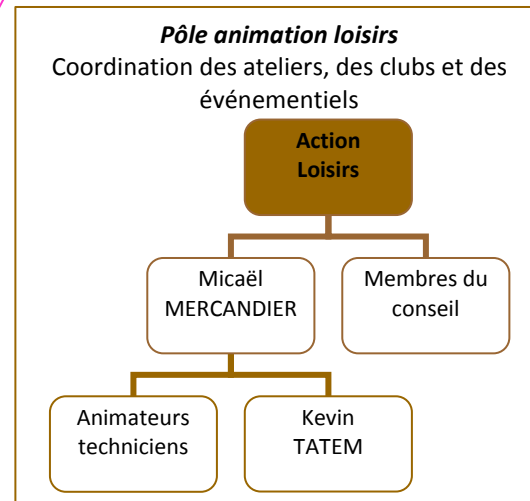 Pôle animation loisirs
Coordination des ateliers, des clubs et des
événementiels
Action
Loisirs
Micaël
MERCANDIER
Membres du
conseil
Animateurs
techniciens
Kevin
TATEM